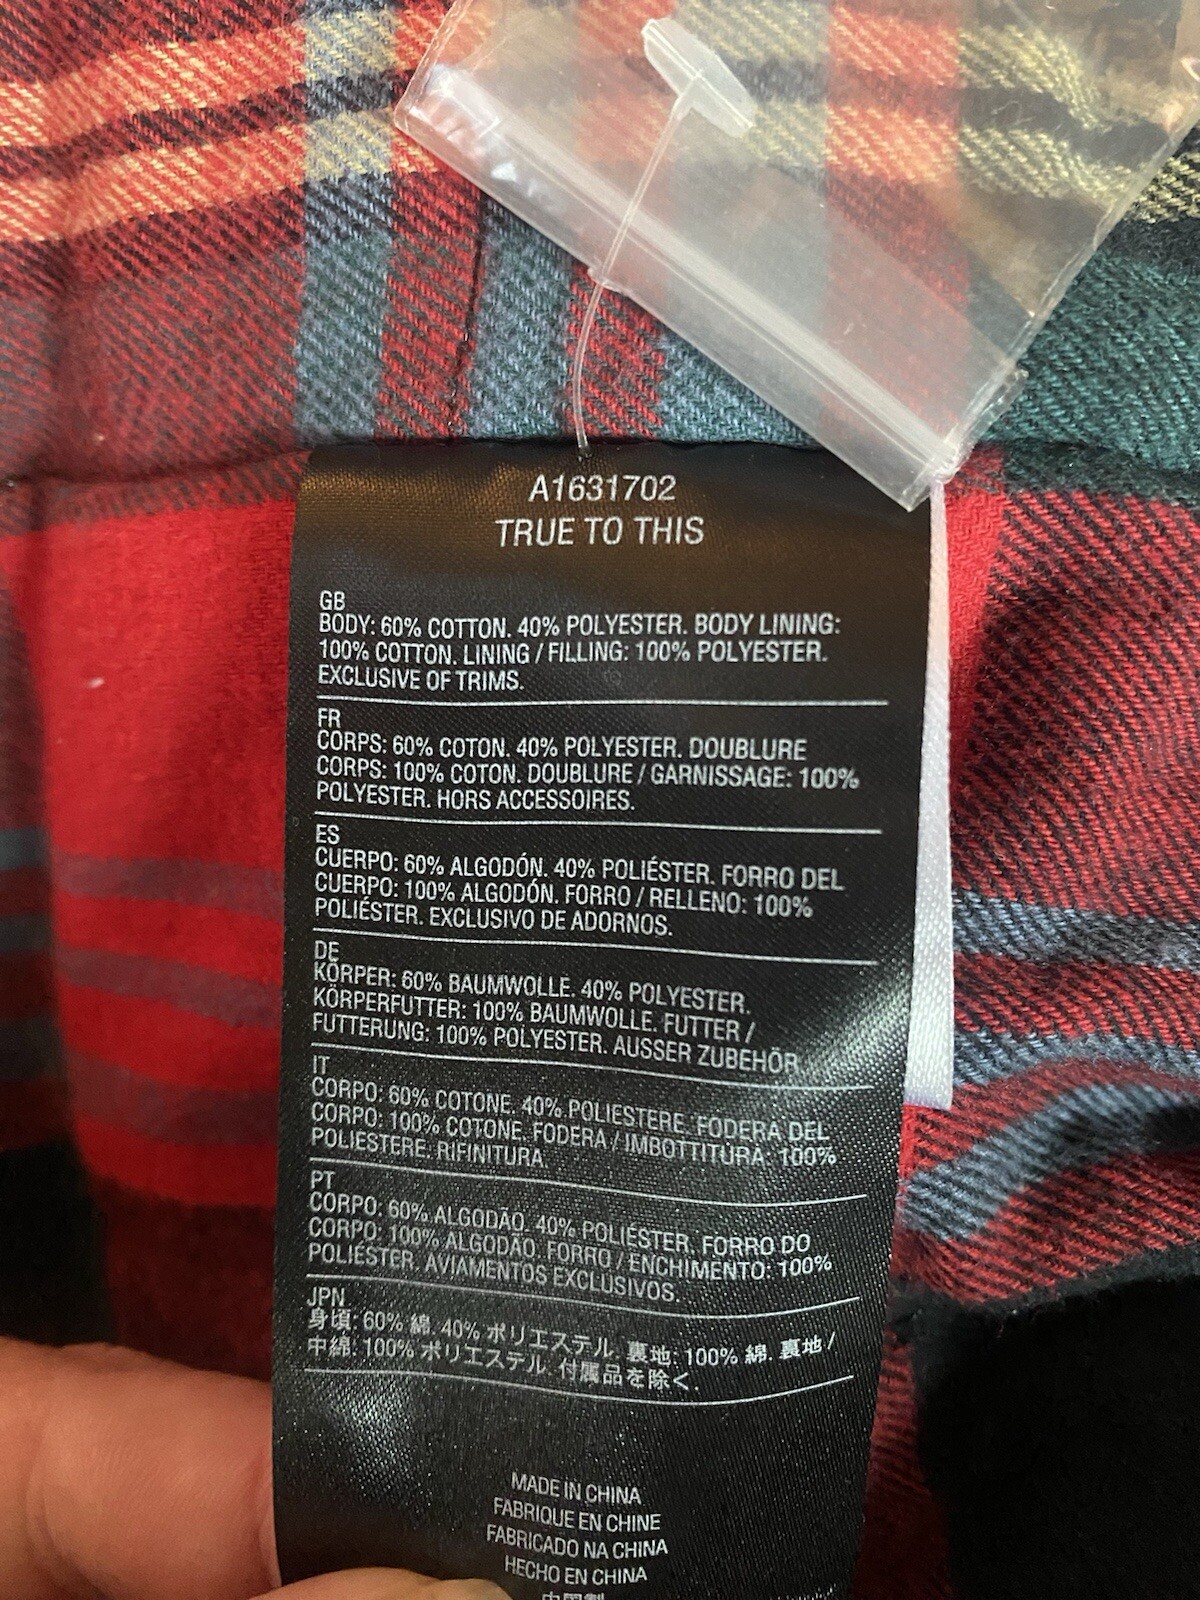 A1631702
TRUE TO THIS
GB
BODY: 60% COTTON. 40% POLYESTER. BODY LINING:
100% COTTON. LINING / FILLING: 100% POLYESTER.
EXCLUSIVE OF TRIMS.
FR
CORPS: 60% COTON. 40% POLYESTER. DOUBLURE
CORPS: 100% COTON. DOUBLURE / GARNISSAGE: 100%
POLYESTER. HORS ACCESSOIRES.
ES
CUERPO: 60% ALGODÓN. 40% POLIÉSTER. FORRO DEL
CUERPO: 100% ALGODÓN. FORRO / RELLENO: 100%
POLIÉSTER. EXCLUSIVO DE ADORNOS.
DE
KÖRPER: 60% BAUMWOLLE. 40% POLYESTER.
KÖRPERFUTTER: 100% BAUMWOLLE. FUTTER /
FUTTERUNG: 100% POLYESTER. AUSSER ZUBEHÖR.
IT
CORPO: 60% COTONE. 40% POLIESTERE. FODERA DEL
CORPO: 100% COTONE. FODERA / IMBOTTITURA: 100%
POLIESTERE. RIFINITURA.
PT
CORPO: 60% ALGODÃO. 40% POLIÉSTER. FORRO DO
CORPO: 100% ALGODÃO. FORRO / ENCHIMENTO: 100%
POLIÉSTER. AVIAMENTOS EXCLUSIVOS.
JPN
身頃: 60% 綿. 40% ポリエステル. 裏地: 100% 綿. 裏地 /
中綿: 100% ポリエステル. 付属品を除く.
MADE IN CHINA
FABRIQUE EN CHINE
FABRICADO NA CHINA
HECHO EN CHINA
中国製